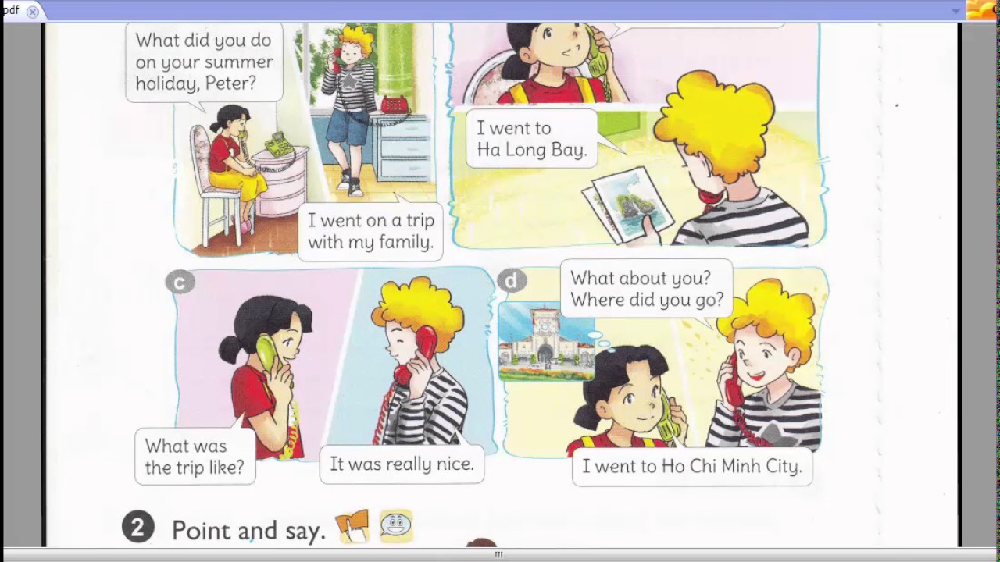 pdf
What did you do
on your summer
holiday, Peter?
I went on a trip
with my family.
I went to
Ha Long Bay.
c
What was
the trip like?
It was really nice.
d
What about you?
Where did you go?
I went to Ho Chi Minh City.
2 Point and say.